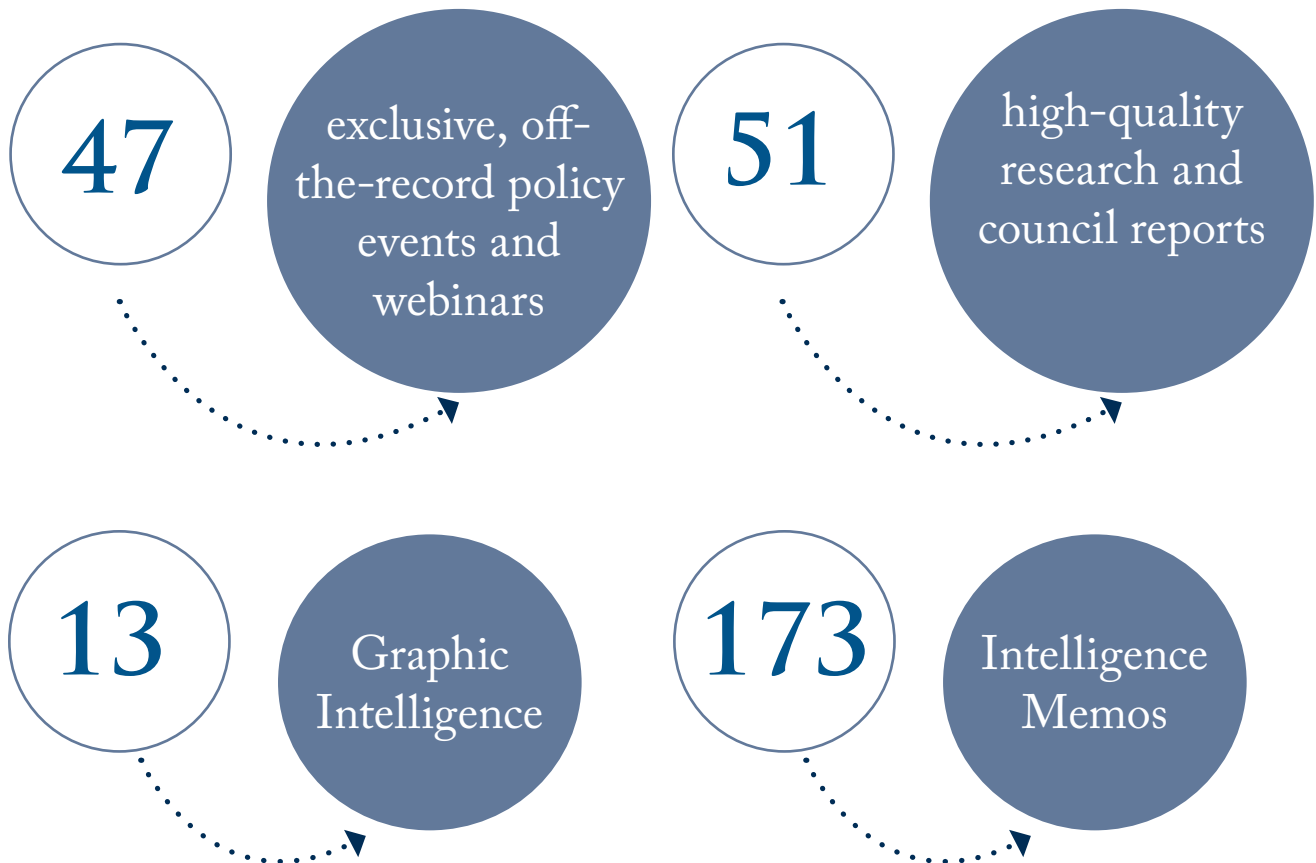 47
exclusive, off-
the-record policy
events and
webinars
51
high-quality
research and
council reports
13
Graphic
Intelligence
173
Intelligence
Memos